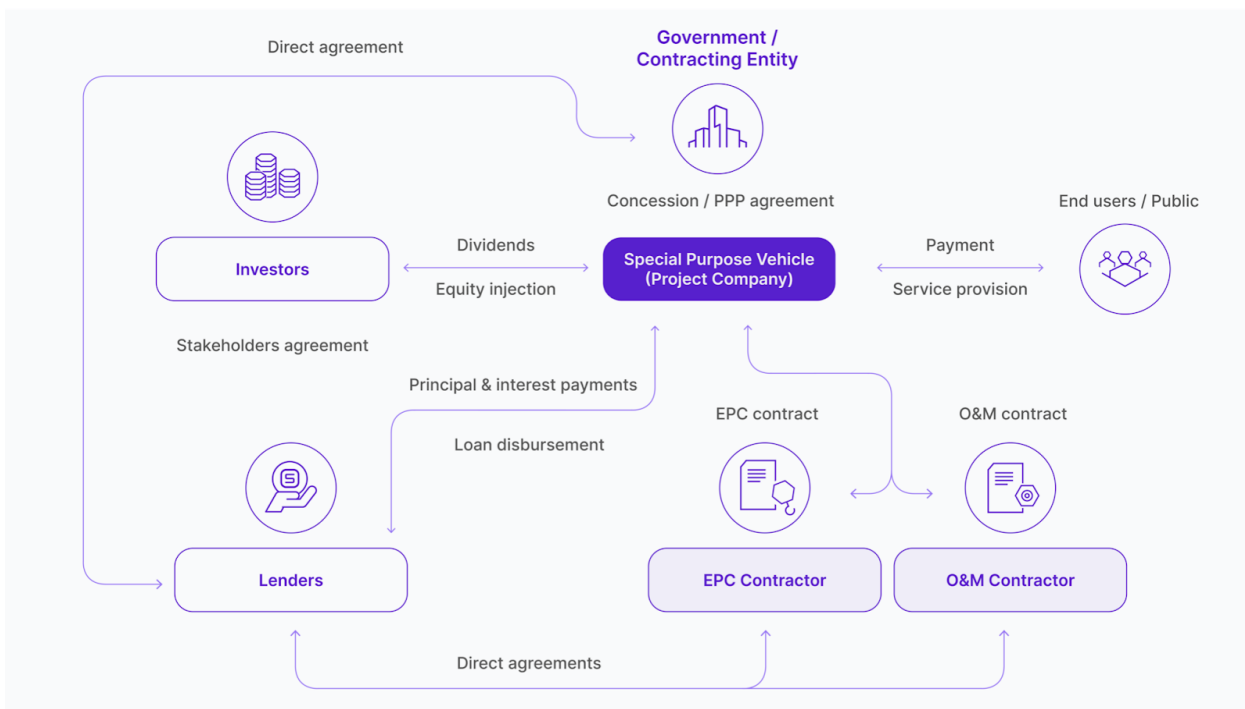 Direct agreement
Government /
Contracting Entity
Concession / PPP agreement
End users / Public
Investors
Dividends
Equity injection
Special Purpose Vehicle
(Project Company)
Payment
Service provision
Stakeholders agreement
Principal & interest payments
Loan disbursement
EPC contract
O&M contract
Lenders
EPC Contractor
O&M Contractor
Direct agreements